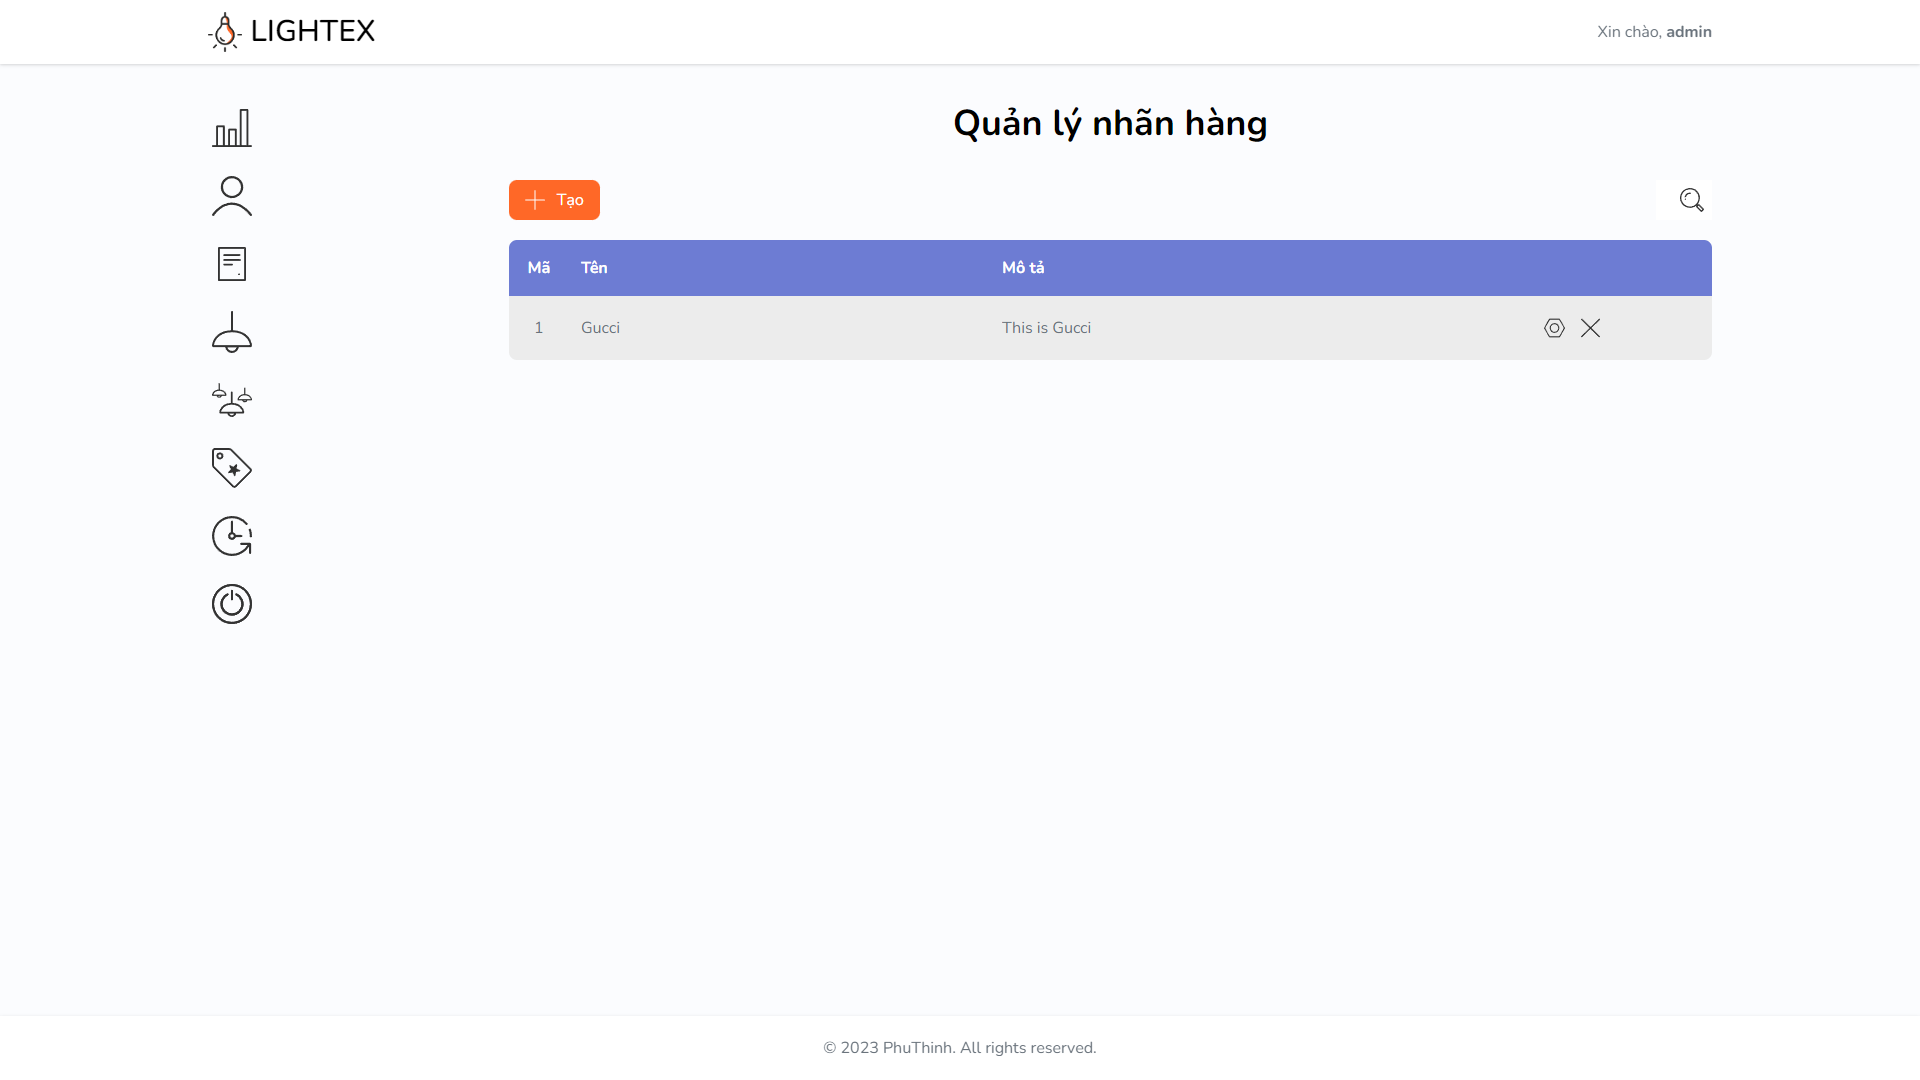 LIGHTEX
Xin chào, admin
Quản lý nhãn hàng
Tạo
Mã Tên Mô tả
1 Gucci This is Gucci
© 2023 PhuThinh. All rights reserved.